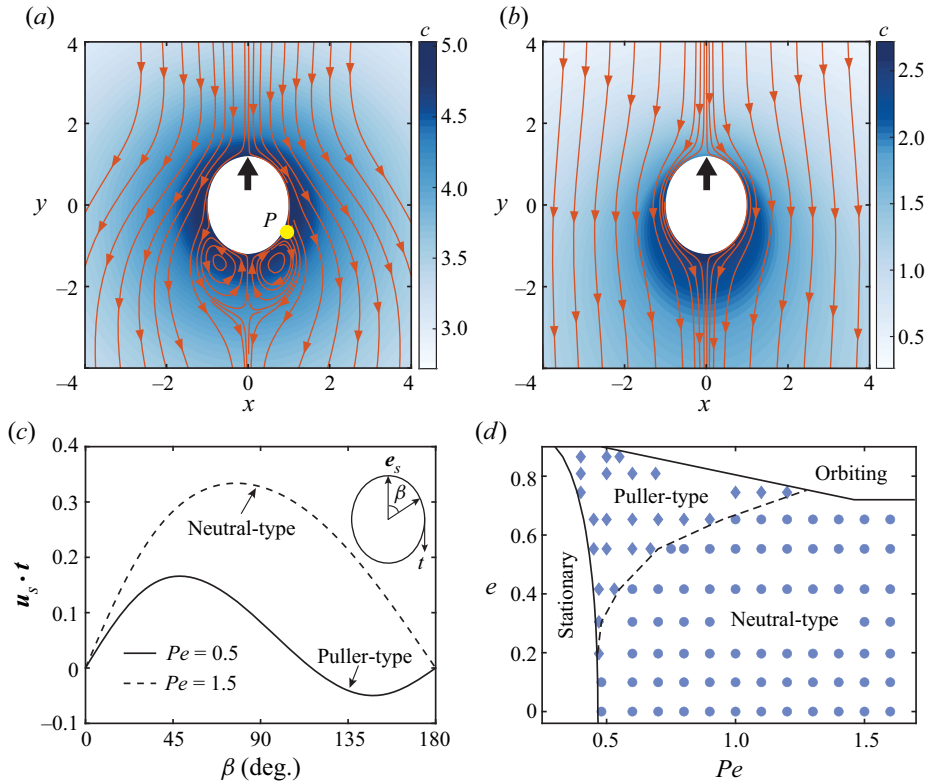 (a)
(b)
c
c
4
2
y 0
–2
–4
–4 –2 0 2 4
x
P
5.0
4.5
4.0
3.5
3.0
4
2
y 0
–2
–4
–4 –2 0 2 4
x
2.5
2.0
1.5
1.0
0.5
(c)
(d)
0.4
0.3
0.2
0.1
0
–0.1
u_s • t
e_s
β
t
Neutral-type
Puller-type
Pe = 0.5
Pe = 1.5
0 45 90 135 180
β (deg.)
0.8
0.6
e 0.4
0.2
0
Stationary
Puller-type
Orbiting
Neutral-type
0.5 1.0 1.5
Pe